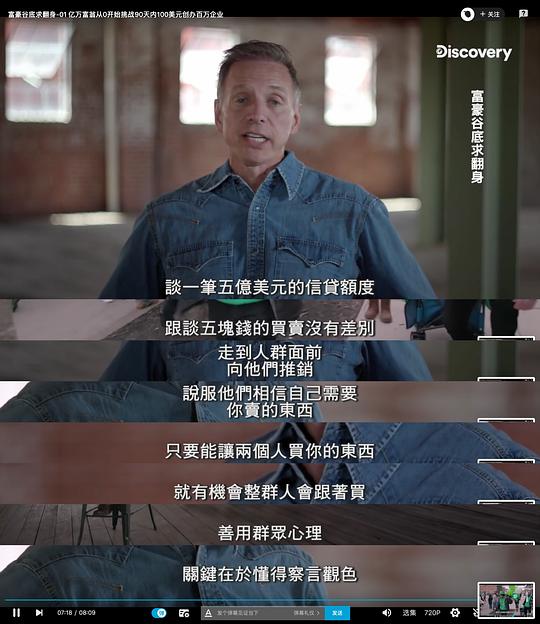 富豪谷底求翻身-01 亿万富翁从0开始挑战90天内100美元创办百万企业
+ 关注
Discovery
富豪谷底求翻身
談一筆五億美元的信貸額度
跟談五塊錢的買賣沒有差別
走到人群面前
向他們推銷
說服他們相信自己需要
你賣的東西
只要能讓兩個人買你的東西
就有機會整群人會跟著買
善用群眾心理
關鍵在於懂得察言觀色
07:18 / 08:09
发个弹幕见证当下
弹幕礼仪 >
发送
选集
720P